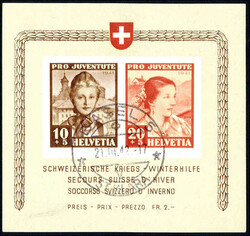 PRO JUVENTUTE PRO JUVENTUTE
1941 1941
10+5 HELVETIA 20+5 HELVETIA
BASEL
SCHWEIZERISCHE KRIEGS-WINTERHILFE
SECOURS SUISSE D'HIVER
SOCCORSO SVIZZERO D'INVERNO
PREIS - PRIX - PREZZO FR. 2.-